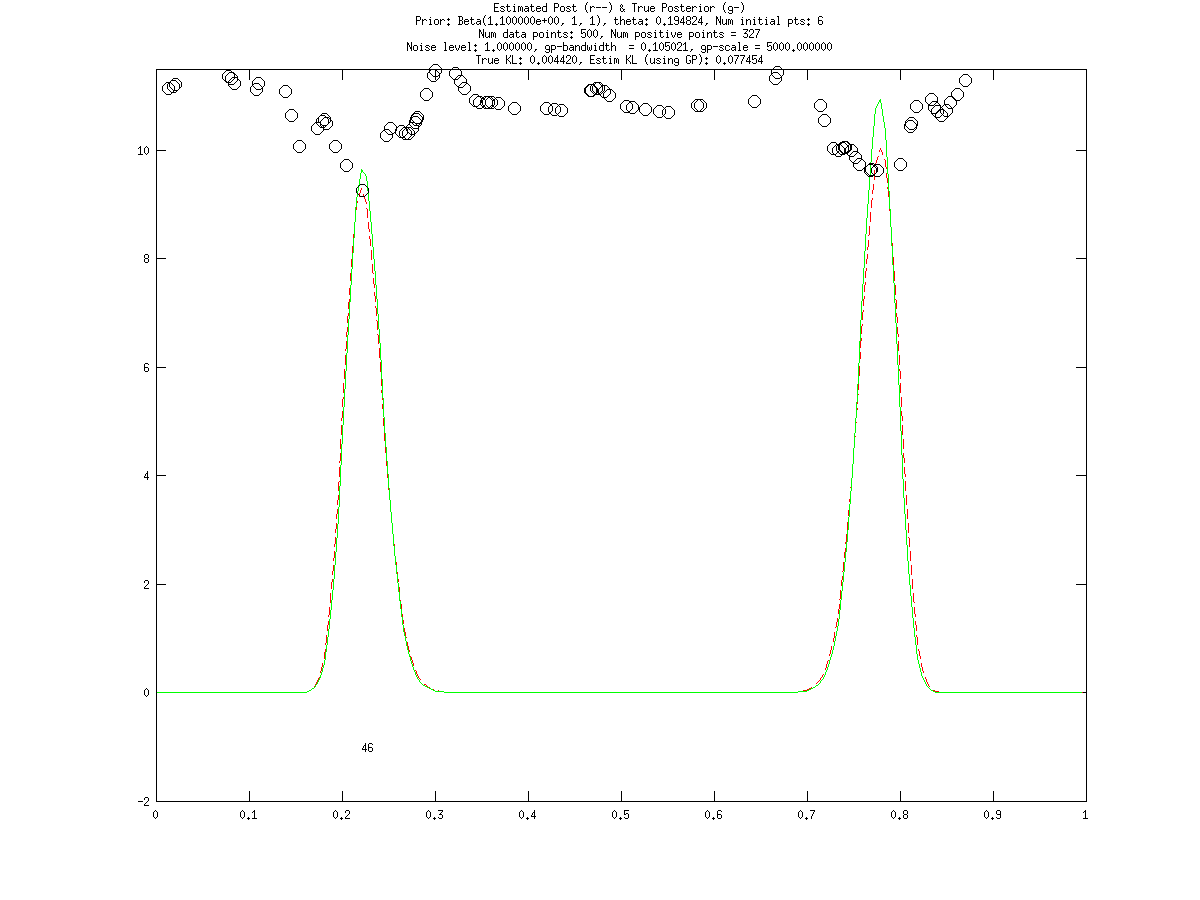 Estimated Post (r--) & True Posterior (g-)
Prior: Beta(1.100000e+00, 1, 1), theta: 0.194824, Num initial pts: 6
Num data points: 500, Num positive points = 327
Noise level: 1.000000, gp-bandwidth  = 0.105021, gp-scale = 5000.000000
True KL: 0.004420, Estim KL (using GP): 0.077454
10
8
6
4
2
0
46
-2
0 0.1 0.2 0.3 0.4 0.5 0.6 0.7 0.8 0.9 1